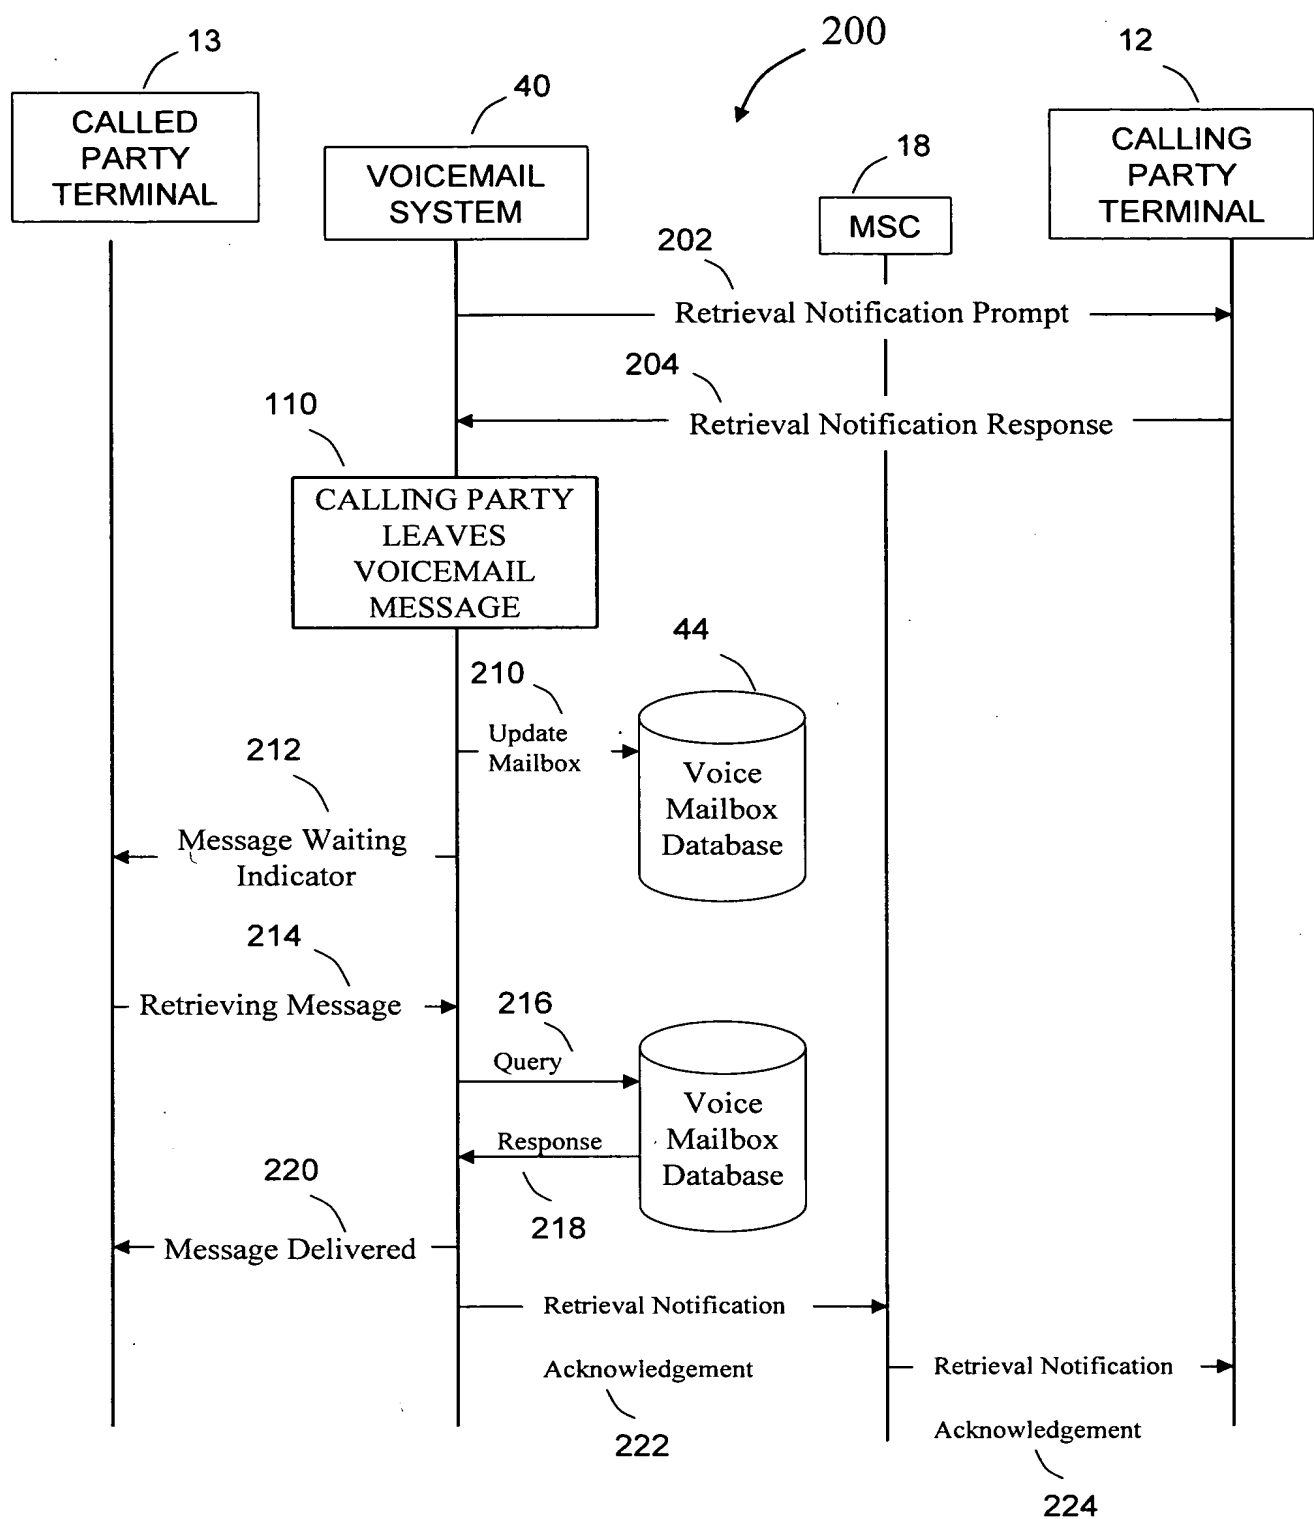 200
13
12
40
18
CALLED
PARTY
TERMINAL
VOICEMAIL
SYSTEM
MSC
CALLING
PARTY
TERMINAL
202
Retrieval Notification Prompt
204
Retrieval Notification Response
110
CALLING PARTY
LEAVES
VOICEMAIL
MESSAGE
44
210
Update
Mailbox
Voice
Mailbox
Database
212
Message Waiting
Indicator
214
Retrieving Message
216
Query
Voice
Mailbox
Database
Response
218
220
Message Delivered
Retrieval Notification
Acknowledgement
222
Retrieval Notification
Acknowledgement
224